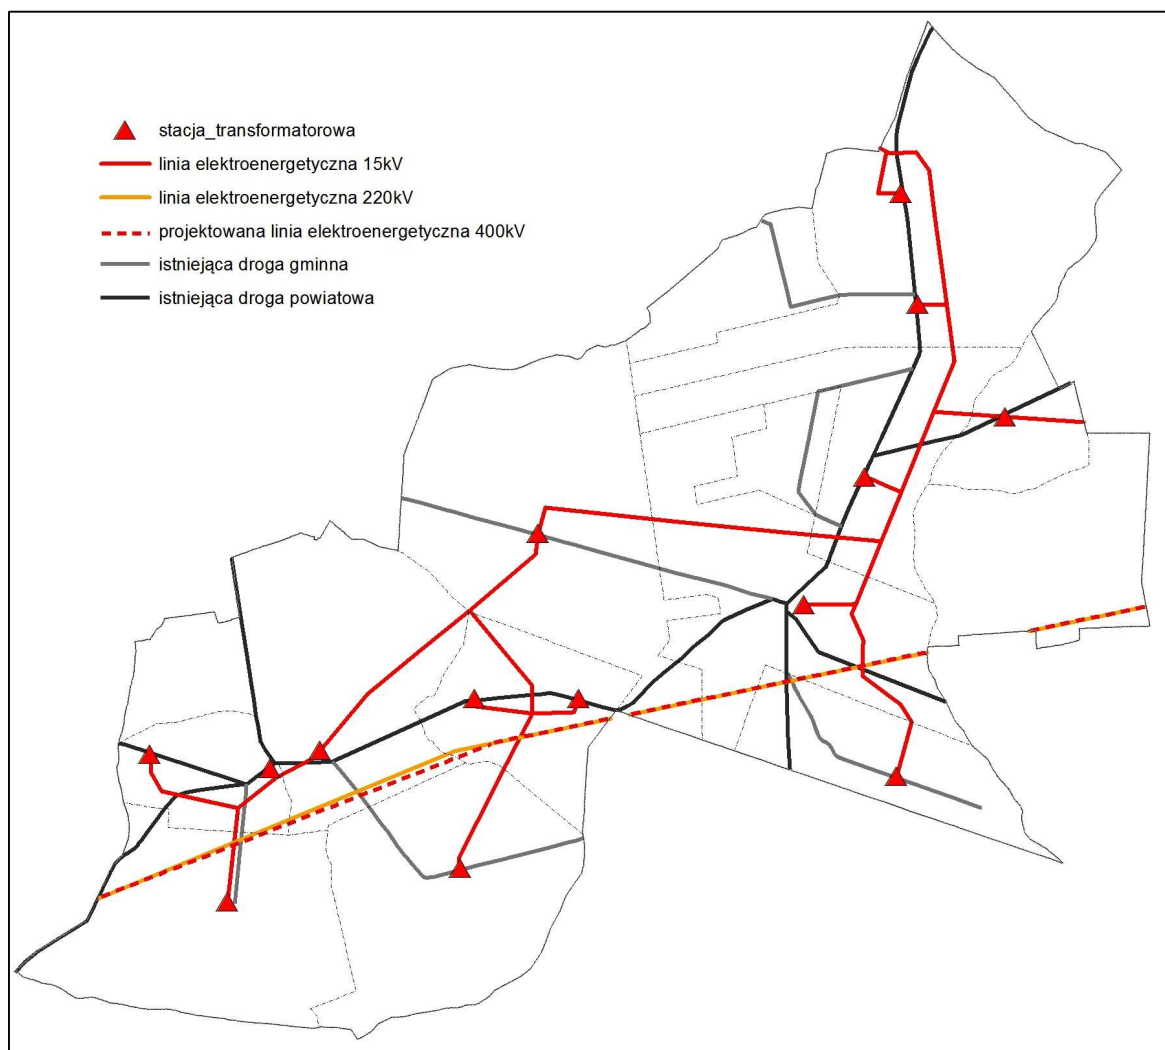 stacja_transformatorowa
linia elektroenergetyczna 15kV
linia elektroenergetyczna 220kV
projektowana linia elektroenergetyczna 400kV
istniejąca droga gminna
istniejąca droga powiatowa